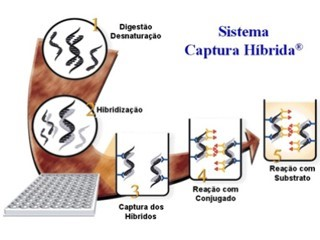 Sistema
Captura Híbrida®
1
Digestão
Desnaturação
2
Hibridização
3
Captura dos
Híbridos
4
Reação com
Conjugado
5
Reação com
Substrato